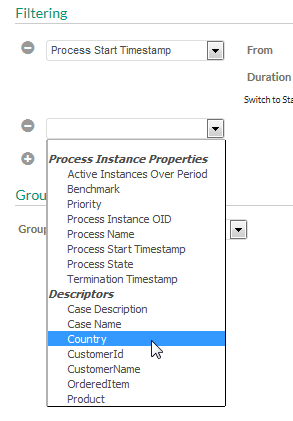 Filtering
Process Start Timestamp From
Duration
Switch to Sta
Process Instance Properties
Active Instances Over Period
Benchmark
Priority
Process Instance OID
Process Name
Process Start Timestamp
Process State
Termination Timestamp
Descriptors
Case Description
Case Name
Country
CustomerId
CustomerName
OrderedItem
Product
Grou
Group